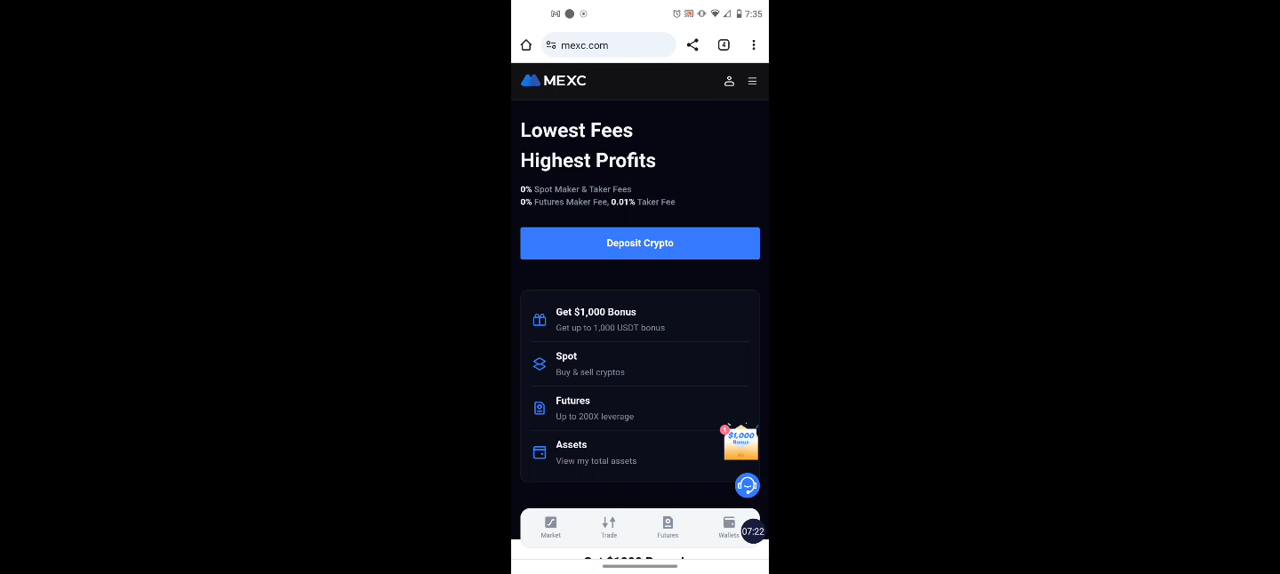 7:35
mexc.com
4
MEXC
Lowest Fees
Highest Profits
0% Spot Maker & Taker Fees
0% Futures Maker Fee, 0.01% Taker Fee
Deposit Crypto
Get $1,000 Bonus
Get up to 1,000 USDT bonus
Spot
Buy & sell cryptos
Futures
Up to 200X leverage
1
$1,000
Bonus
Assets
View my total assets
Market
Trade
Futures
Wallets
07:22